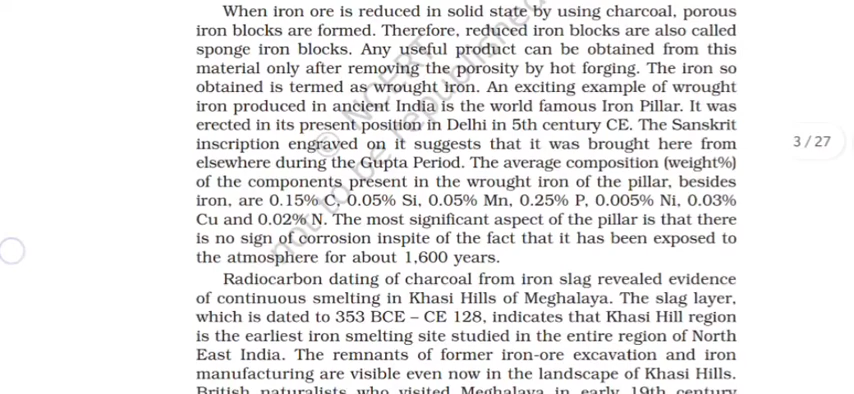 When iron ore is reduced in solid state by using charcoal, porous
iron blocks are formed. Therefore, reduced iron blocks are also called
sponge iron blocks. Any useful product can be obtained from this
material only after removing the porosity by hot forging. The iron so
obtained is termed as wrought iron. An exciting example of wrought
iron produced in ancient India is the world famous Iron Pillar. It was
erected in its present position in Delhi in 5th century CE. The Sanskrit
inscription engraved on it suggests that it was brought here from
elsewhere during the Gupta Period. The average composition (weight%)
of the components present in the wrought iron of the pillar, besides
iron, are 0.15% C, 0.05% Si, 0.05% Mn, 0.25% P, 0.005% Ni, 0.03%
Cu and 0.02% N. The most significant aspect of the pillar is that there
is no sign of corrosion inspite of the fact that it has been exposed to
the atmosphere for about 1,600 years.
Radiocarbon dating of charcoal from iron slag revealed evidence
of continuous smelting in Khasi Hills of Meghalaya. The slag layer,
which is dated to 353 BCE – CE 128, indicates that Khasi Hill region
is the earliest iron smelting site studied in the entire region of North
East India. The remnants of former iron-ore excavation and iron
manufacturing are visible even now in the landscape of Khasi Hills.
British naturalists who visited Meghalaya in early 19th century
3 / 27
© NCERT
not to be republished